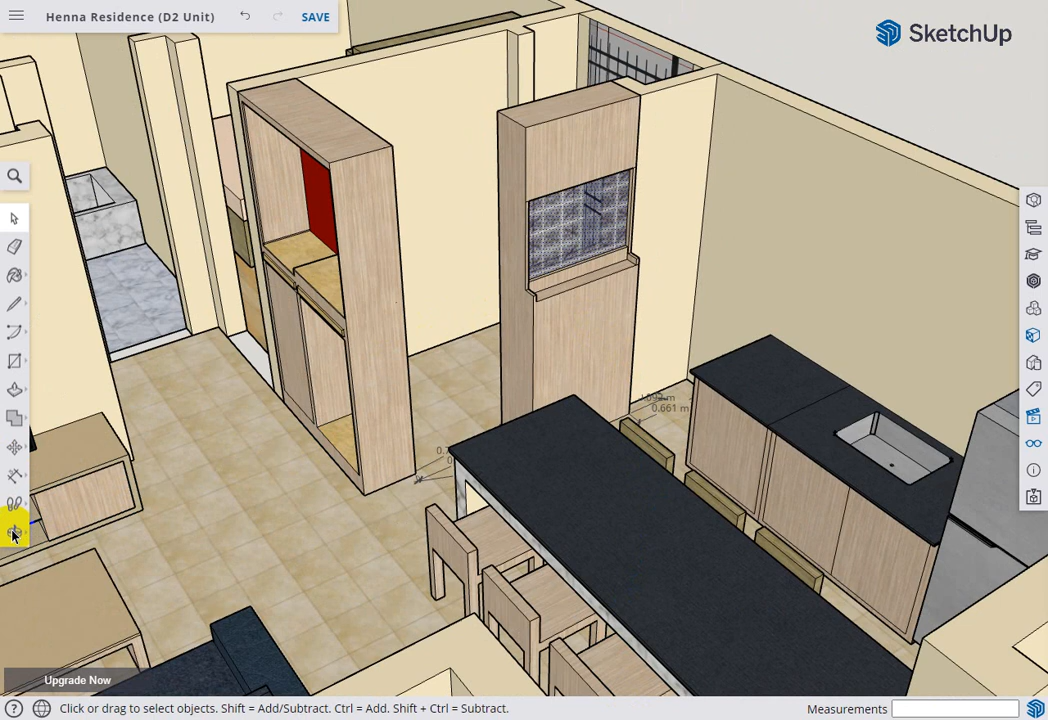 Henna Residence (D2 Unit)
SAVE
SketchUp
0.661 m
Upgrade Now
Click or drag to select objects. Shift = Add/Subtract. Ctrl = Add. Shift + Ctrl = Subtract.
Measurements